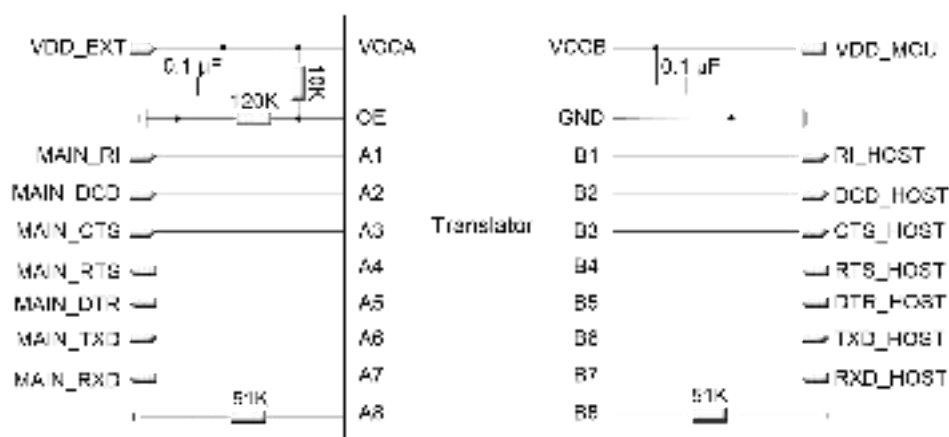 VDD_EXT VCCA VCCB VDD_MCU
0.1 µF 10K 0.1 µF
120K
OE GND
MAIN_RI A1 B1 RI_HOST
MAIN_DCD A2 B2 DCD_HOST
MAIN_CTS A3 Translator B3 CTS_HOST
MAIN_RTS A4 B4 RTS_HOST
MAIN_DTR A5 B5 DTR_HOST
MAIN_TXD A6 B6 TXD_HOST
MAIN_RXD A7 B7 RXD_HOST
51K 51K
A8 B8